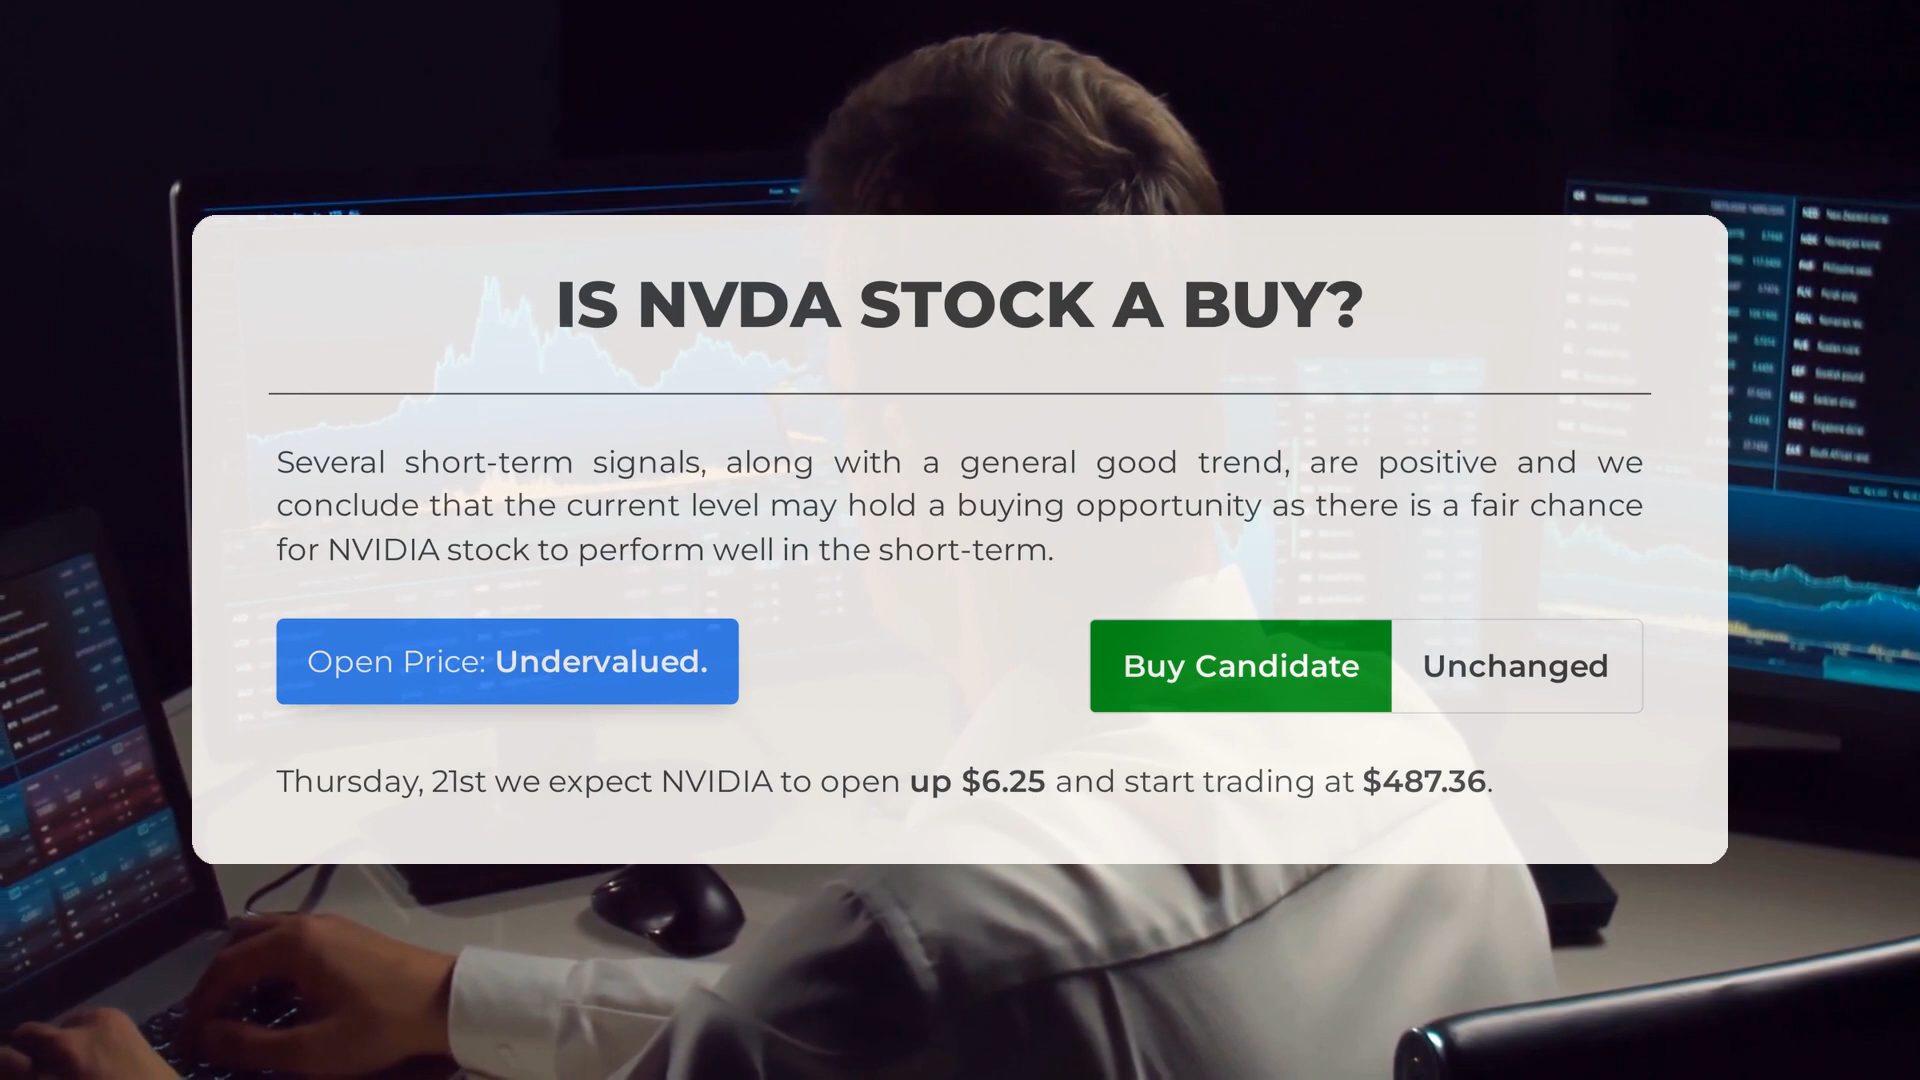 IS NVDA STOCK A BUY?
Several short-term signals, along with a general good trend, are positive and we
conclude that the current level may hold a buying opportunity as there is a fair chance
for NVIDIA stock to perform well in the short-term.
Open Price: Undervalued.
Buy Candidate Unchanged
Thursday, 21st we expect NVIDIA to open up $6.25 and start trading at $487.36.